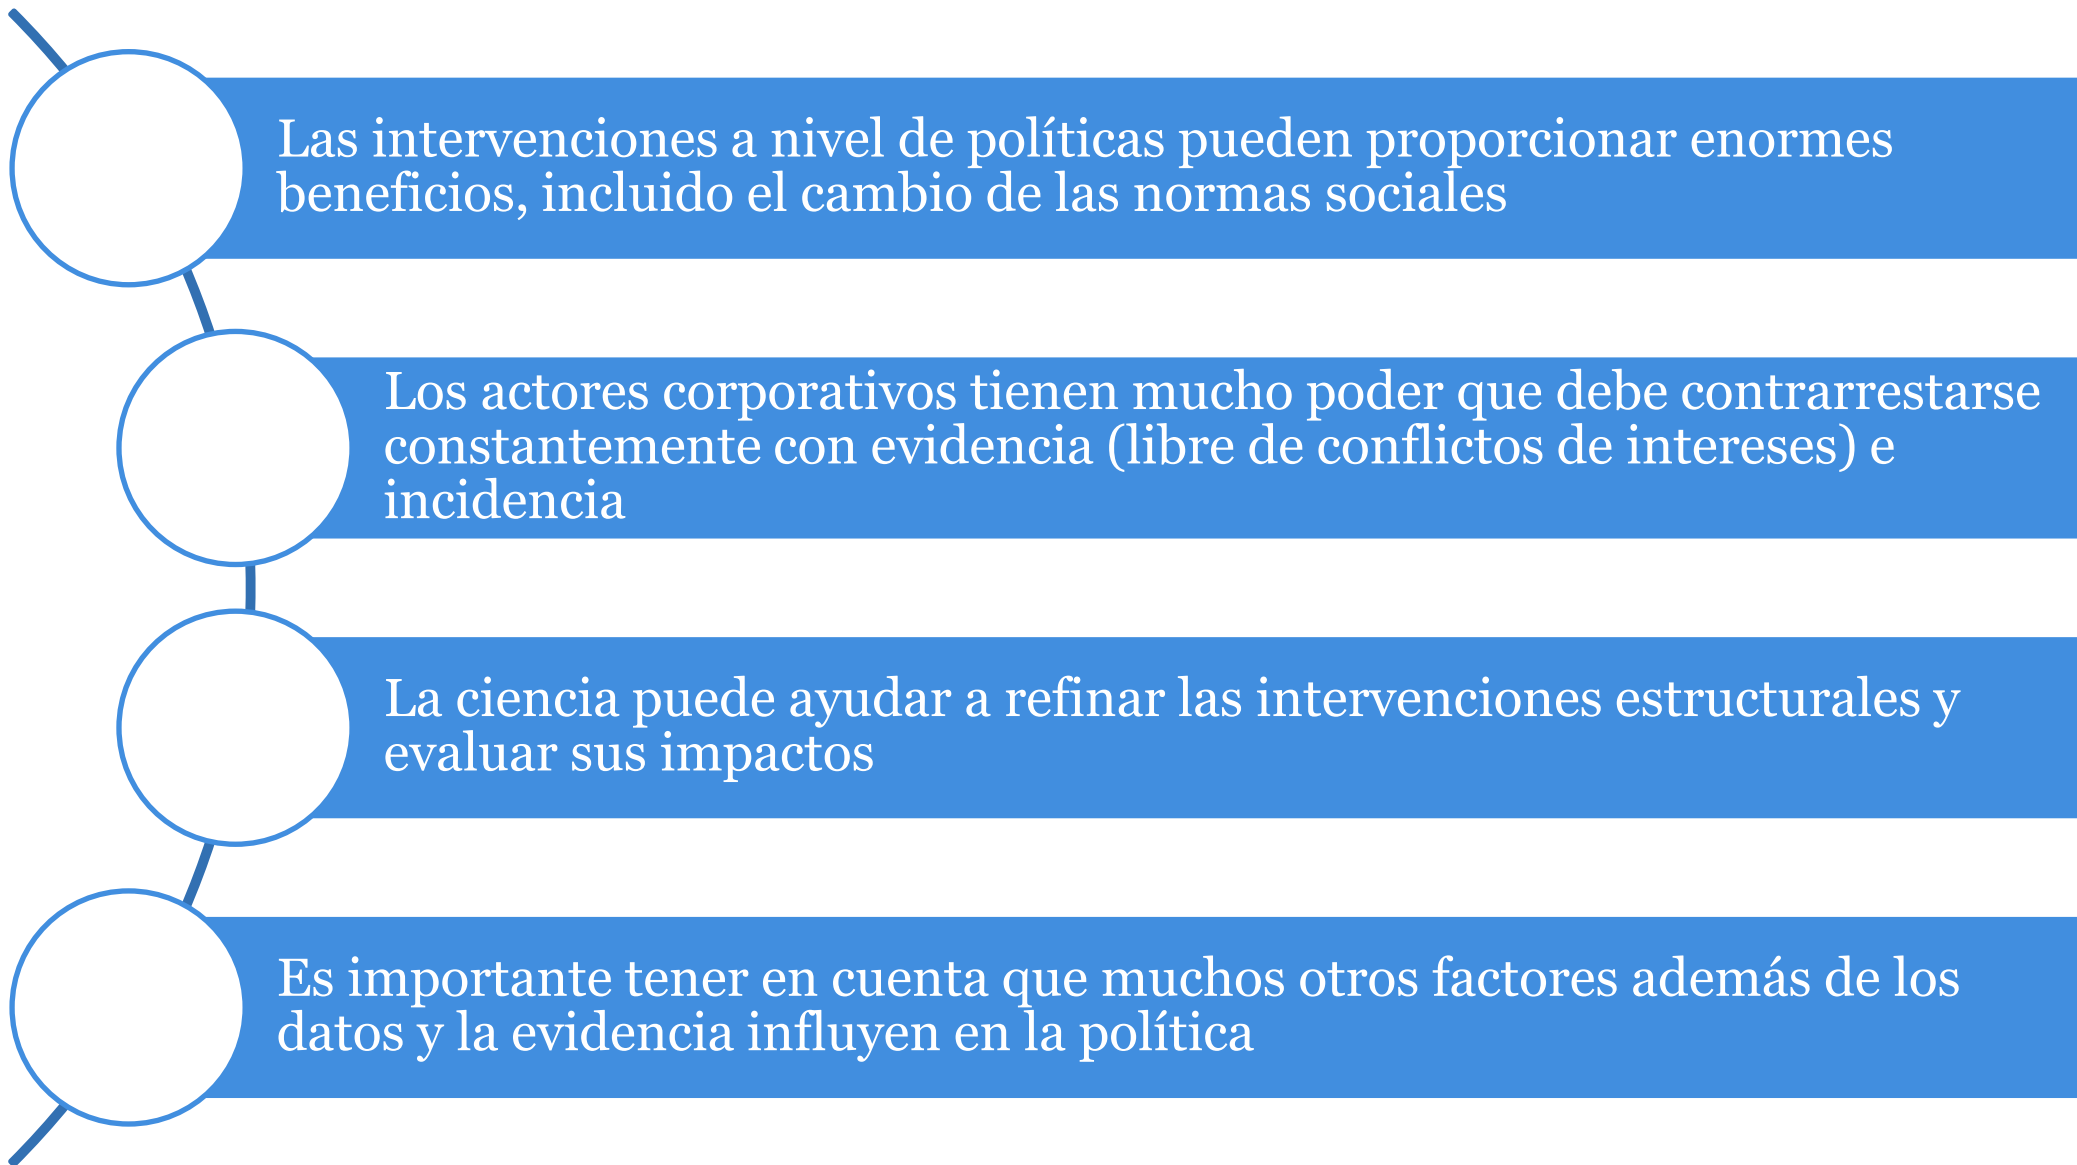 Las intervenciones a nivel de políticas pueden proporcionar enormes
beneficios, incluido el cambio de las normas sociales
Los actores corporativos tienen mucho poder que debe contrarrestarse
constantemente con evidencia (libre de conflictos de intereses) e
incidencia
La ciencia puede ayudar a refinar las intervenciones estructurales y
evaluar sus impactos
Es importante tener en cuenta que muchos otros factores además de los
datos y la evidencia influyen en la política